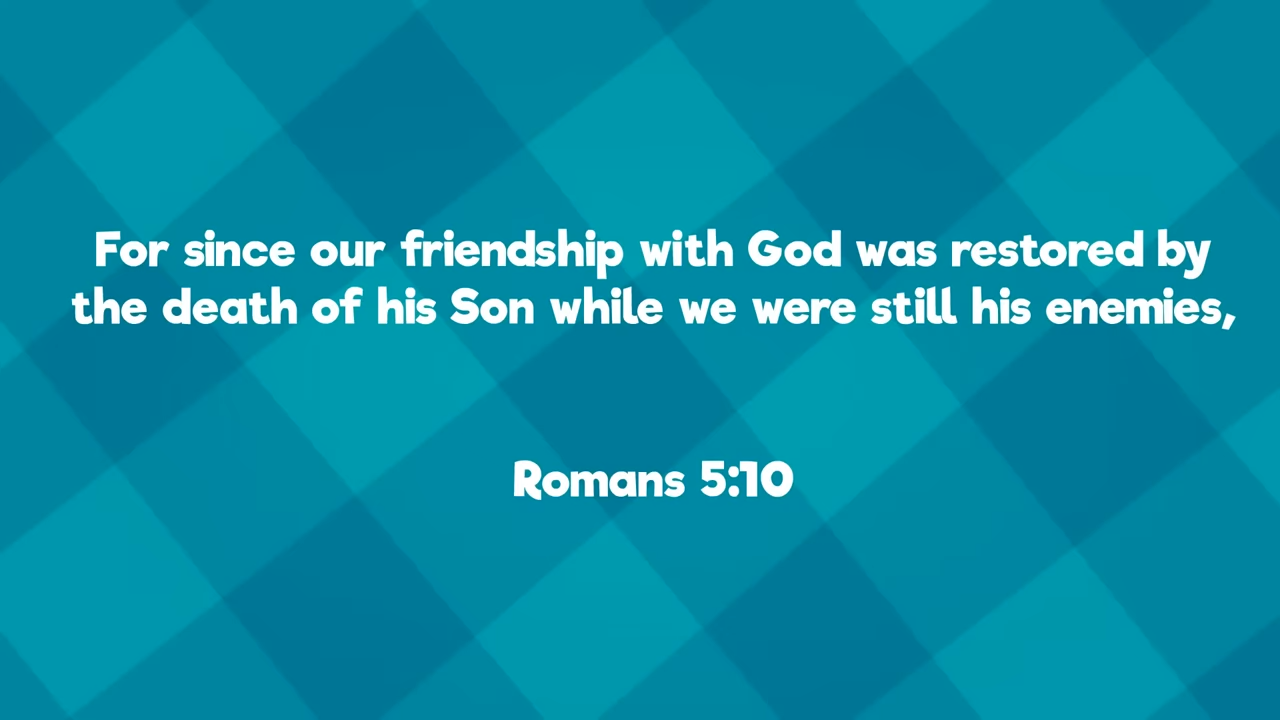 For since our friendship with God was restored by
the death of his Son while we were still his enemies,
Romans 5:10